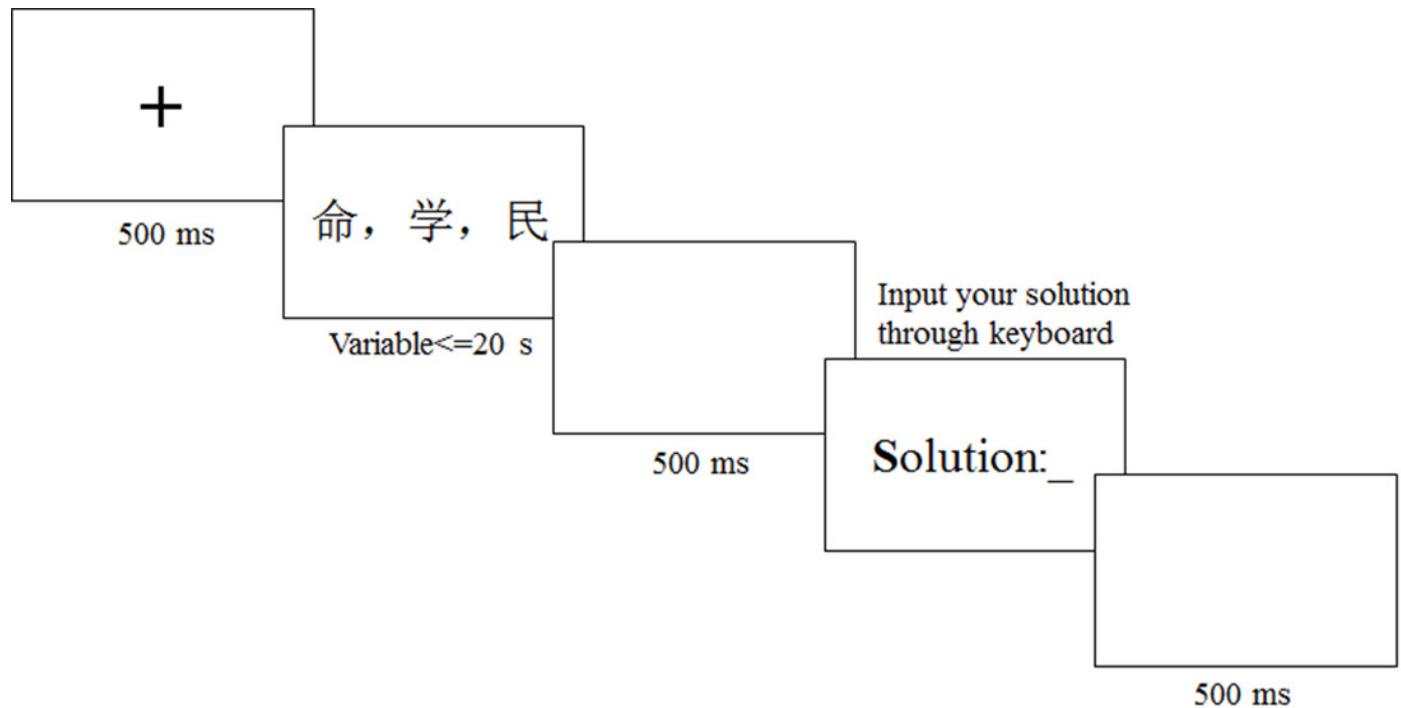 +
500 ms
命，学，民
Variable<=20 s
500 ms
Input your solution
through keyboard
Solution:_
500 ms